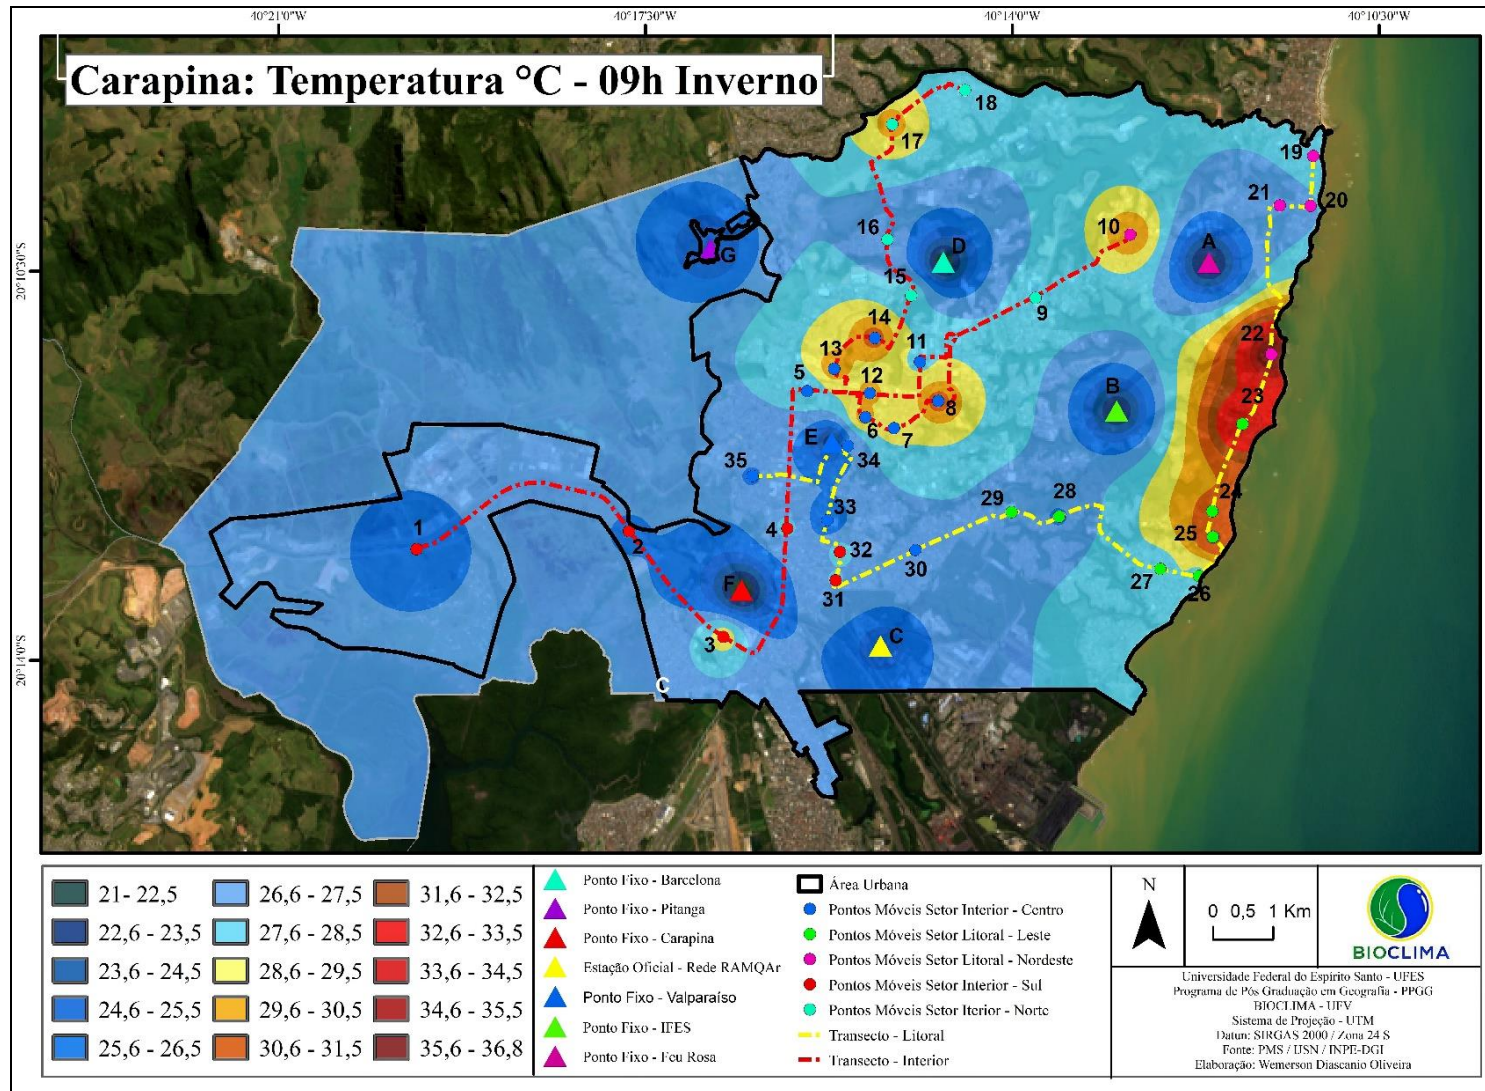 40°21'0"W
40°17'30"W
40°14'0"W
40°10'30"W
Carapina: Temperatura °C - 09h Inverno
20°10'30"S
20°14'0"S
18
17
19
21
20
10
16
D
A
G
15
9
14
11
22
13
5
12
8
B
23
6
7
E
34
35
33
29
28
24
1
2
4
32
25
30
F
31
27
26
3
C
C
21- 22,5
22,6 - 23,5
23,6 - 24,5
24,6 - 25,5
25,6 - 26,5
26,6 - 27,5
27,6 - 28,5
28,6 - 29,5
29,6 - 30,5
30,6 - 31,5
31,6 - 32,5
32,6 - 33,5
33,6 - 34,5
34,6 - 35,5
35,6 - 36,8
Ponto Fixo - Barcelona
Ponto Fixo - Pitanga
Ponto Fixo - Carapina
Estação Oficial - Rede RAMQAr
Ponto Fixo - Valparaíso
Ponto Fixo - IFES
Ponto Fixo - Feu Rosa
Área Urbana
Pontos Móveis Setor Interior - Centro
Pontos Móveis Setor Litoral - Leste
Pontos Móveis Setor Litoral - Nordeste
Pontos Móveis Setor Interior - Sul
Pontos Móveis Setor Iterior - Norte
Transecto - Litoral
Transecto - Interior
N
0 0,5 1 Km
BIOCLIMA
Universidade Federal do Espírito Santo - UFES
Programa de Pós Graduação em Geografia - PPGG
BIOCLIMA - UFV
Sistema de Projeção - UTM
Datun: SIRGAS 2000 / Zona 24 S
Fonte: PMS / USN / INPE-DGI
Elaboração: Wemerson Diascanio Oliveira